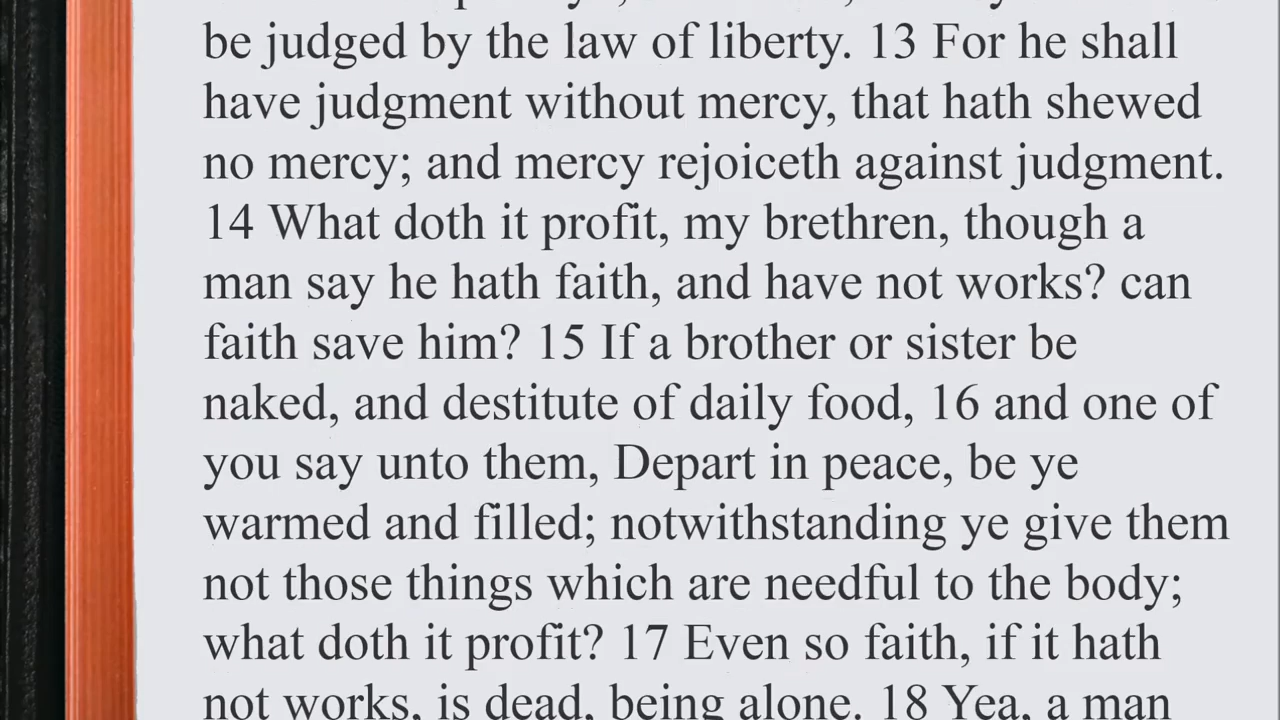 be judged by the law of liberty. 13 For he shall
have judgment without mercy, that hath shewed
no mercy; and mercy rejoiceth against judgment.
14 What doth it profit, my brethren, though a
man say he hath faith, and have not works? can
faith save him? 15 If a brother or sister be
naked, and destitute of daily food, 16 and one of
you say unto them, Depart in peace, be ye
warmed and filled; notwithstanding ye give them
not those things which are needful to the body;
what doth it profit? 17 Even so faith, if it hath
not works, is dead, being alone. 18 Yea, a man